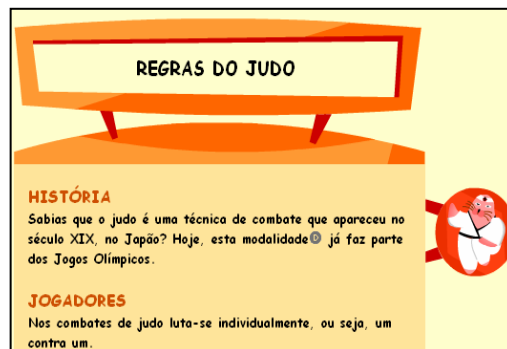 REGRAS DO JUDO
HISTÓRIA
Sabias que o judo é uma técnica de combate que apareceu no
século XIX, no Japão? Hoje, esta modalidade D já faz parte
dos Jogos Olímpicos.
JOGADORES
Nos combates de judo luta-se individualmente, ou seja, um
contra um.